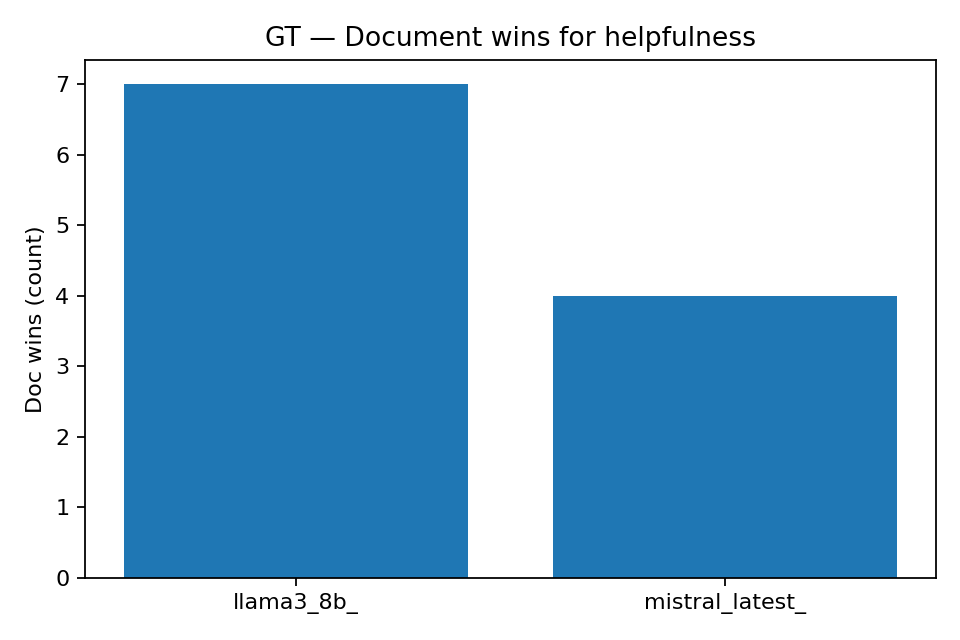 GT — Document wins for helpfulness
Doc wins (count)
7
6
5
4
3
2
1
0
llama3_8b_
mistral_latest_